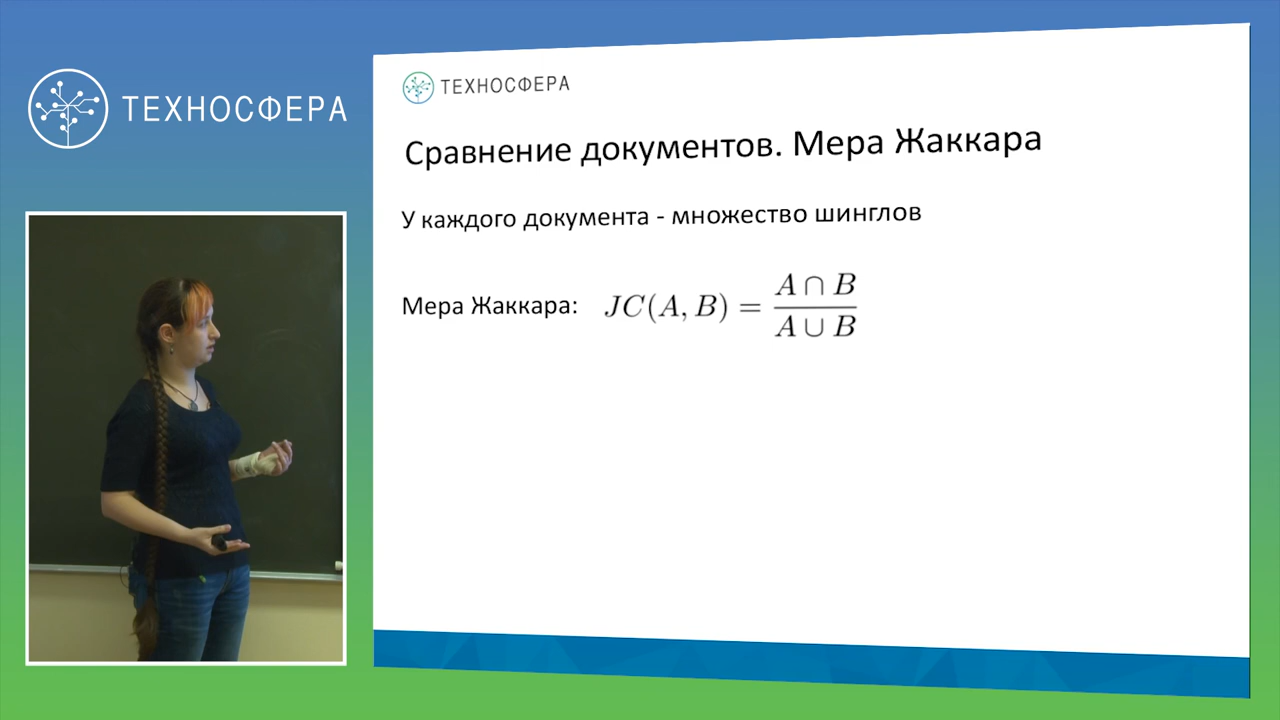 ТЕХНОСФЕРА
ТЕХНОСФЕРА
Сравнение документов. Мера Жаккара
У каждого документа - множество шинглов
Мера Жаккара: JC(A, B) = A ∩ B / A ∪ B